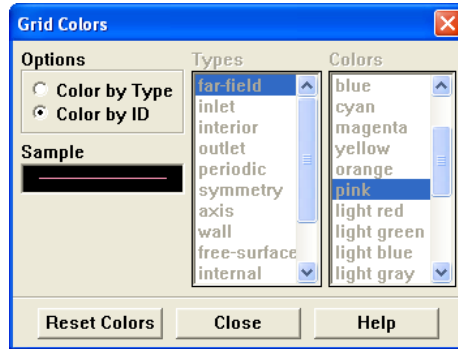 Grid Colors
Options
Color by Type
Color by ID
Sample
Types
far-field
inlet
interior
outlet
periodic
symmetry
axis
wall
free-surface
internal
Colors
blue
cyan
magenta
yellow
orange
pink
light red
light green
light blue
light gray
Reset Colors
Close
Help